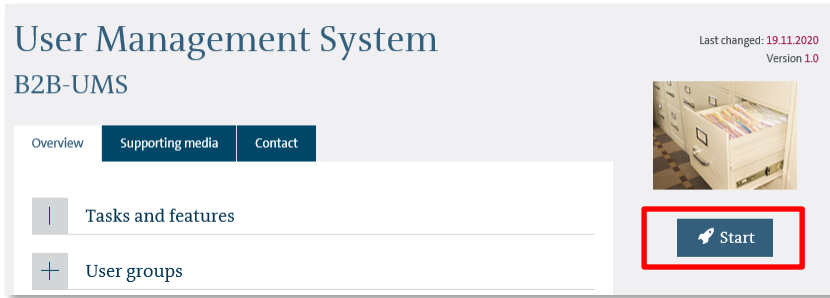 User Management System
B2B-UMS
Last changed: 19.11.2020
Version 1.0
Overview
Supporting media
Contact
Tasks and features
User groups
Start